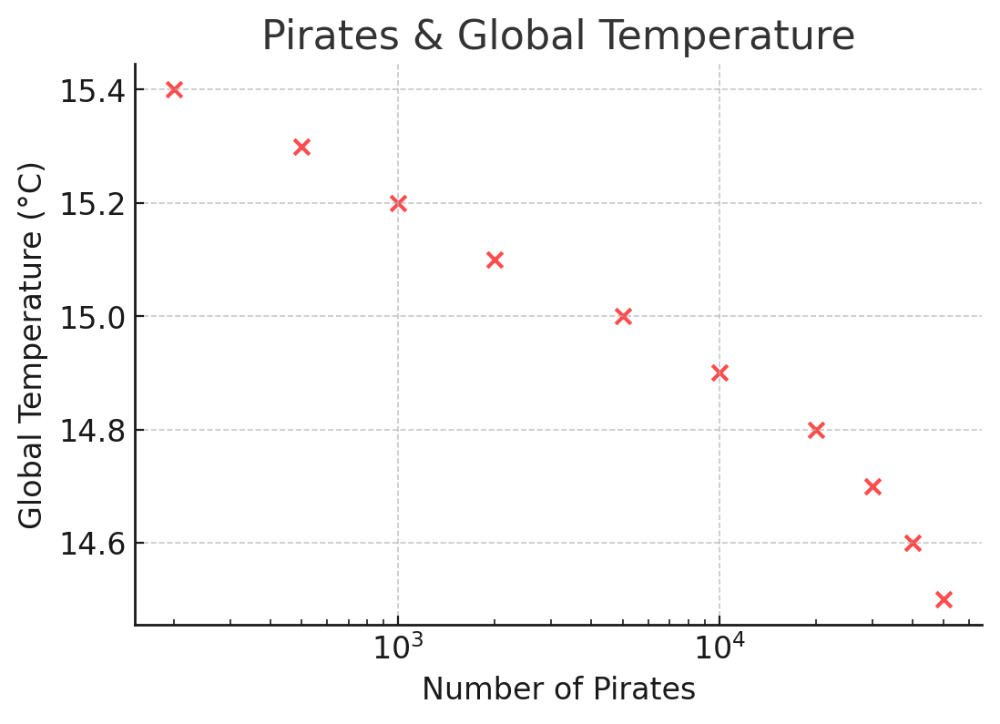 Pirates & Global Temperature
Global Temperature (°C)
15.4
15.2
15.0
14.8
14.6
10³
10⁴
Number of Pirates